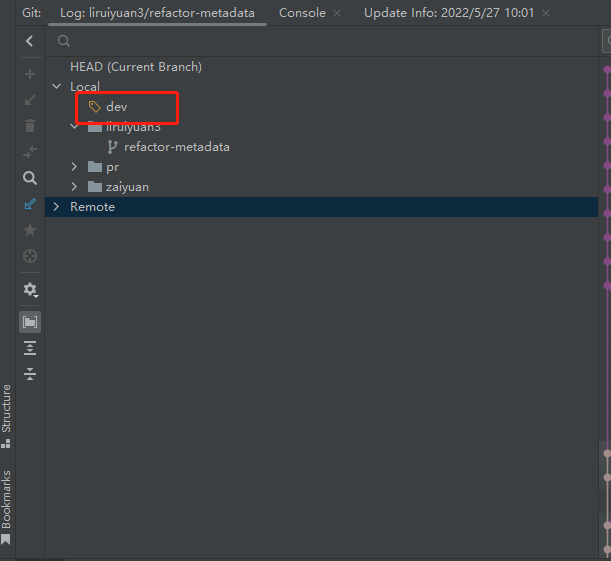 Git: Log: liruiyuan3/refactor-metadata Console Update Info: 2022/5/27 10:01
HEAD (Current Branch)
Local
dev
liruiyuan3
refactor-metadata
pr
zaiyuan
Remote
Structure
Bookmarks